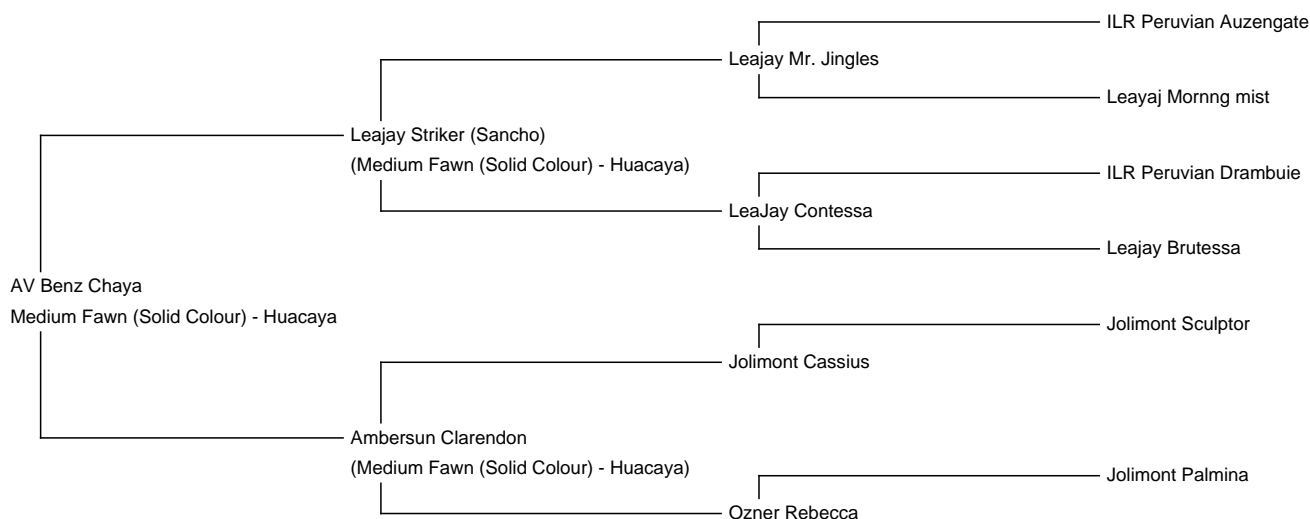 ILR Peruvian Auzengate
Leajay Mr. Jingles
Leayaj Mornng mist
Leajay Striker (Sancho)
(Medium Fawn (Solid Colour) - Huacaya)
ILR Peruvian Drambuie
LeaJay Contessa
Leajay Brutessa
AV Benz Chaya
Medium Fawn (Solid Colour) - Huacaya
Jolimont Sculptor
Jolimont Cassius
Ambersun Clarendon
(Medium Fawn (Solid Colour) - Huacaya)
Jolimont Palmina
Ozner Rebecca